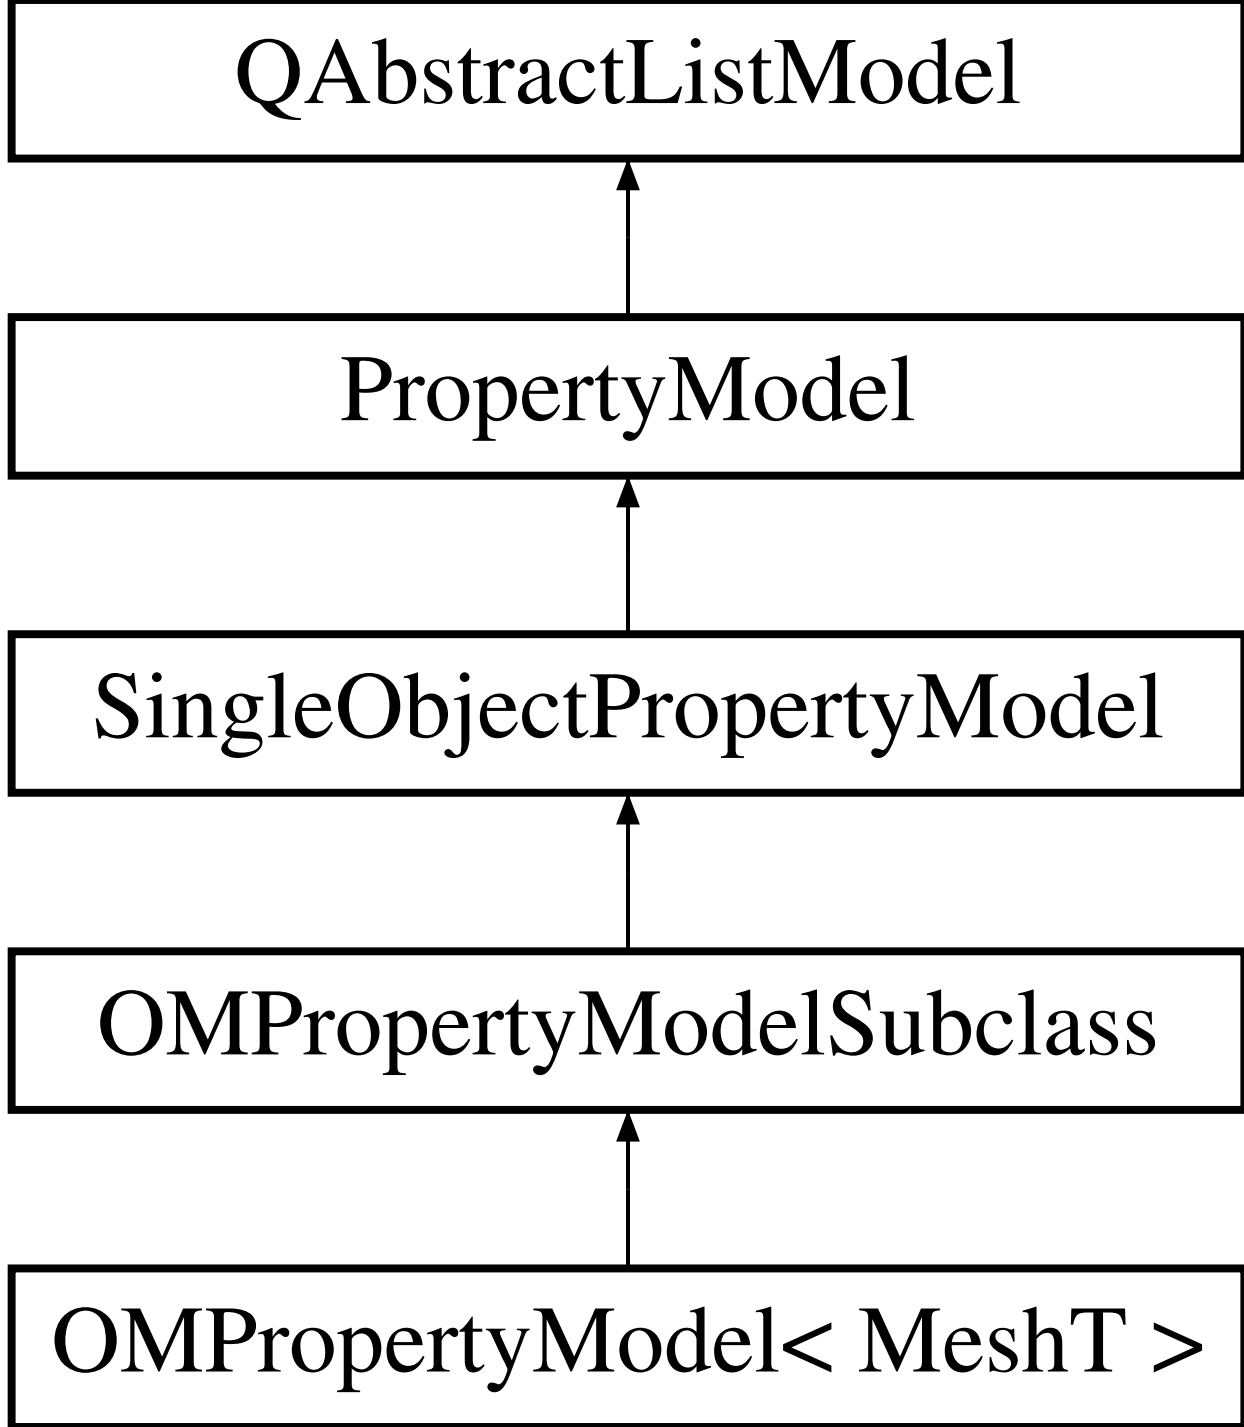 QAbstractListModel
PropertyModel
SingleObjectPropertyModel
OMPropertyModelSubclass
OMPropertyModel< MeshT >